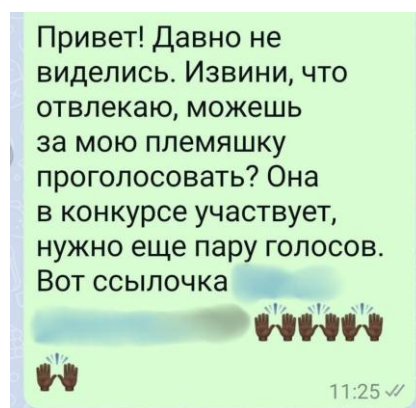 Привет! Давно не
виделись. Извини, что
отвлекаю, можешь
за мою племяшку
проголосовать? Она
в конкурсе участвует,
нужно еще пару голосов.
Вот ссылочка
🙌🏿🙌🏿🙌🏿
🙌🏿
11:25